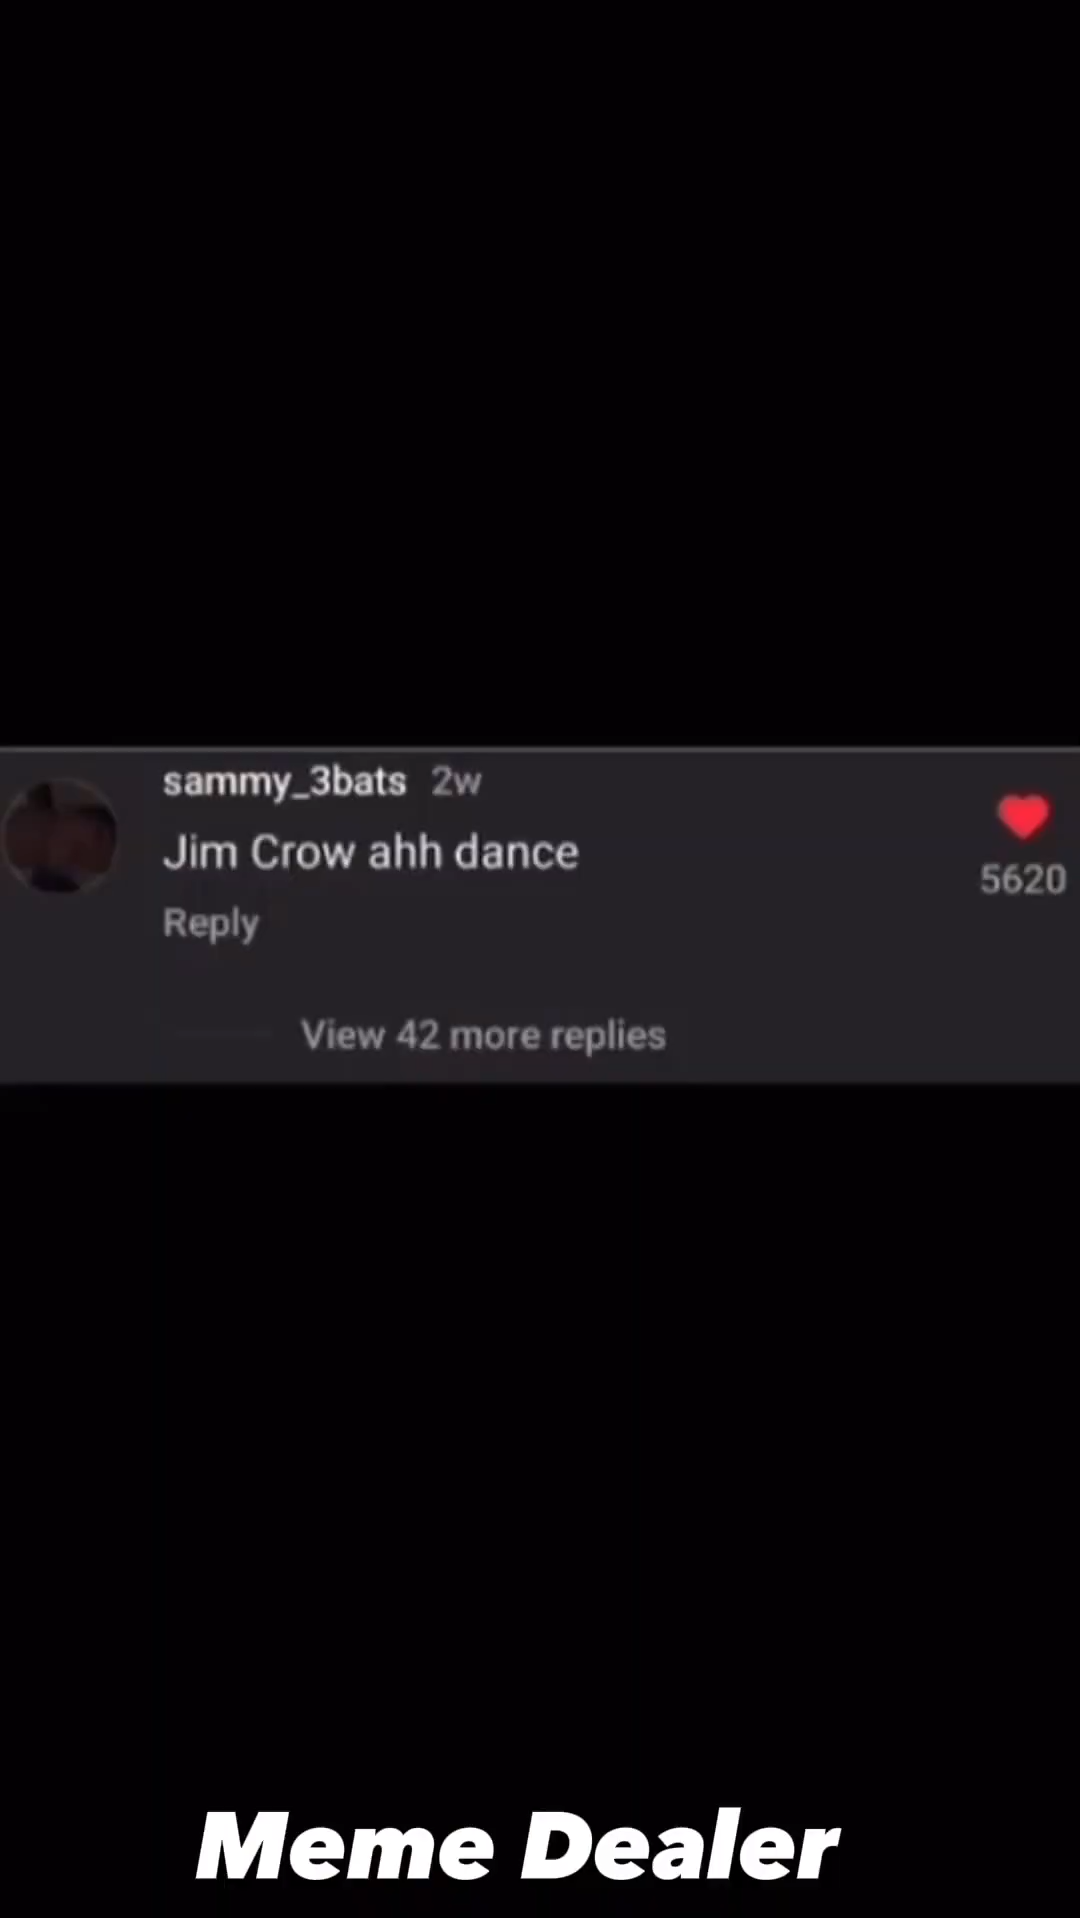 sammy_3bats 2w
Jim Crow ahh dance
5620
Reply
View 42 more replies
Meme Dealer